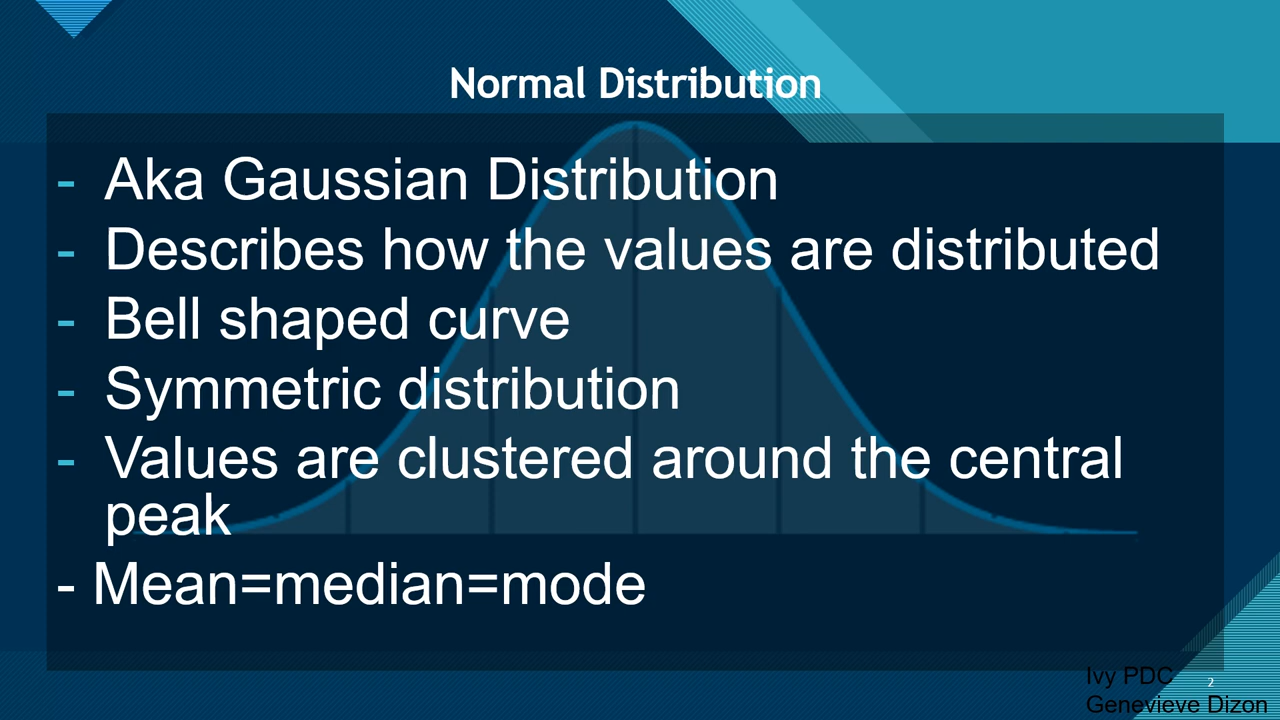 Normal Distribution
- Aka Gaussian Distribution
- Describes how the values are distributed
- Bell shaped curve
- Symmetric distribution
- Values are clustered around the central
peak
- Mean=median=mode
Ivy PDC
2
Genevieve Dizon